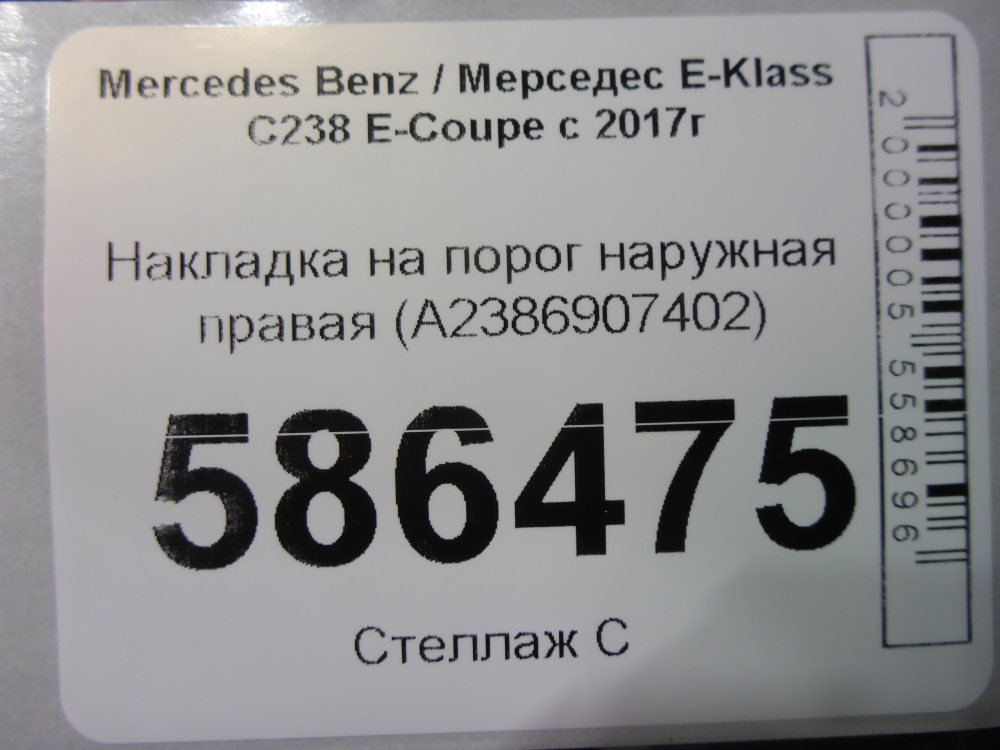 Mercedes Benz / Мерседес E-Klass
C238 E-Coupe с 2017г
Накладка на порог наружная
правая (A2386907402)
586475
Стеллаж С
2000005558696